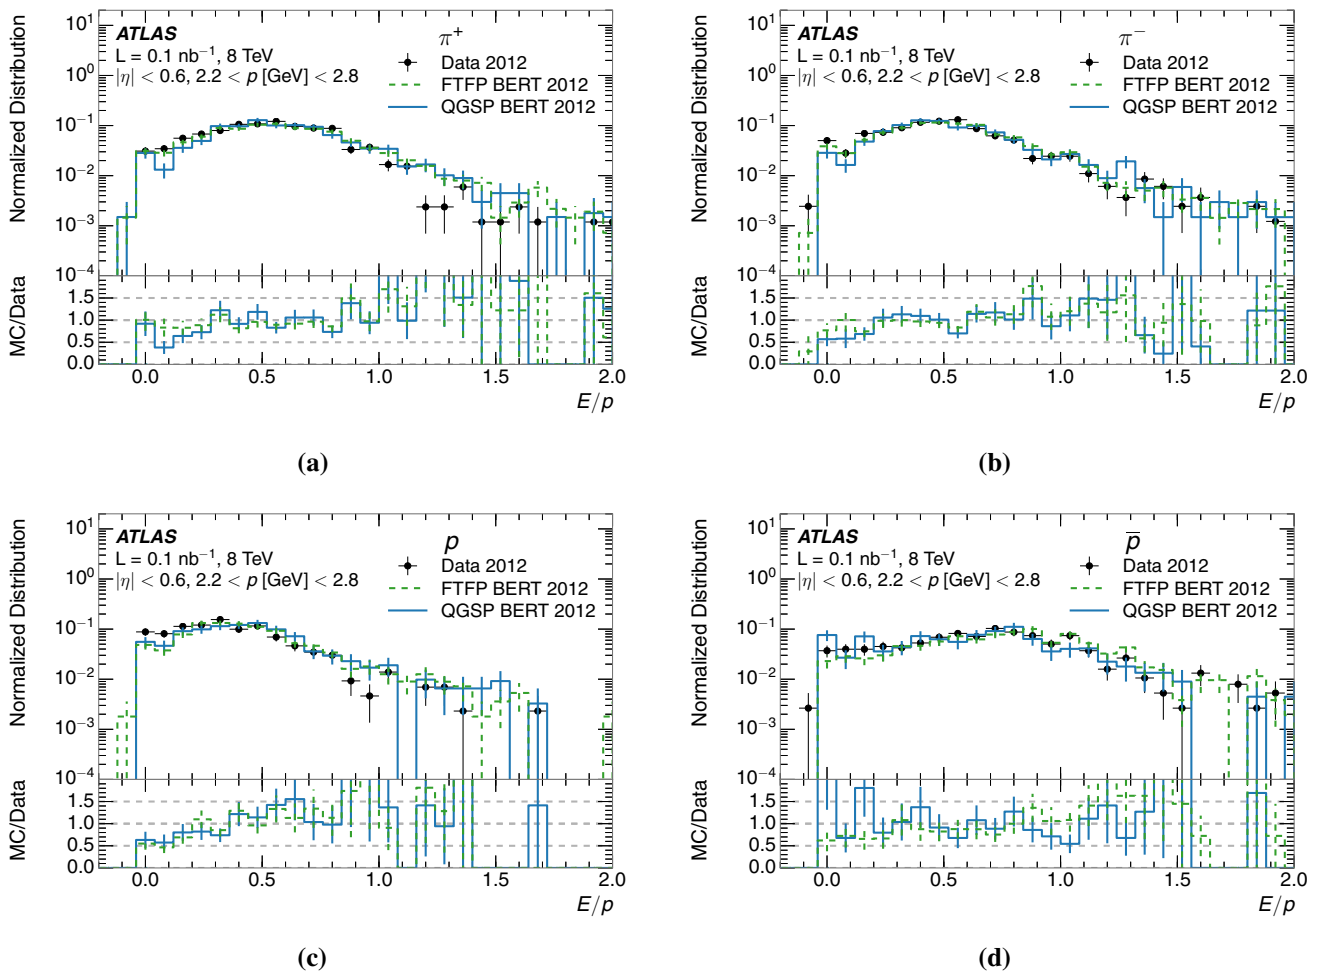 ATLAS
L = 0.1 nb⁻¹, 8 TeV
|η| < 0.6, 2.2 < p [GeV] < 2.8
π⁺
Data 2012
FTFP BERT 2012
QGSP BERT 2012
Normalized Distribution
10¹
10⁰
10⁻¹
10⁻²
10⁻³
10⁻⁴
MC/Data
1.5
1.0
0.5
0.0
0.0 0.5 1.0 1.5 2.0
E/p
(a)
ATLAS
L = 0.1 nb⁻¹, 8 TeV
|η| < 0.6, 2.2 < p [GeV] < 2.8
π⁻
Data 2012
FTFP BERT 2012
QGSP BERT 2012
Normalized Distribution
10¹
10⁰
10⁻¹
10⁻²
10⁻³
10⁻⁴
MC/Data
1.5
1.0
0.5
0.0
0.0 0.5 1.0 1.5 2.0
E/p
(b)
ATLAS
L = 0.1 nb⁻¹, 8 TeV
|η| < 0.6, 2.2 < p [GeV] < 2.8
p
Data 2012
FTFP BERT 2012
QGSP BERT 2012
Normalized Distribution
10¹
10⁰
10⁻¹
10⁻²
10⁻³
10⁻⁴
MC/Data
1.5
1.0
0.5
0.0
0.0 0.5 1.0 1.5 2.0
E/p
(c)
ATLAS
L = 0.1 nb⁻¹, 8 TeV
|η| < 0.6, 2.2 < p [GeV] < 2.8
p̅
Data 2012
FTFP BERT 2012
QGSP BERT 2012
Normalized Distribution
10¹
10⁰
10⁻¹
10⁻²
10⁻³
10⁻⁴
MC/Data
1.5
1.0
0.5
0.0
0.0 0.5 1.0 1.5 2.0
E/p
(d)